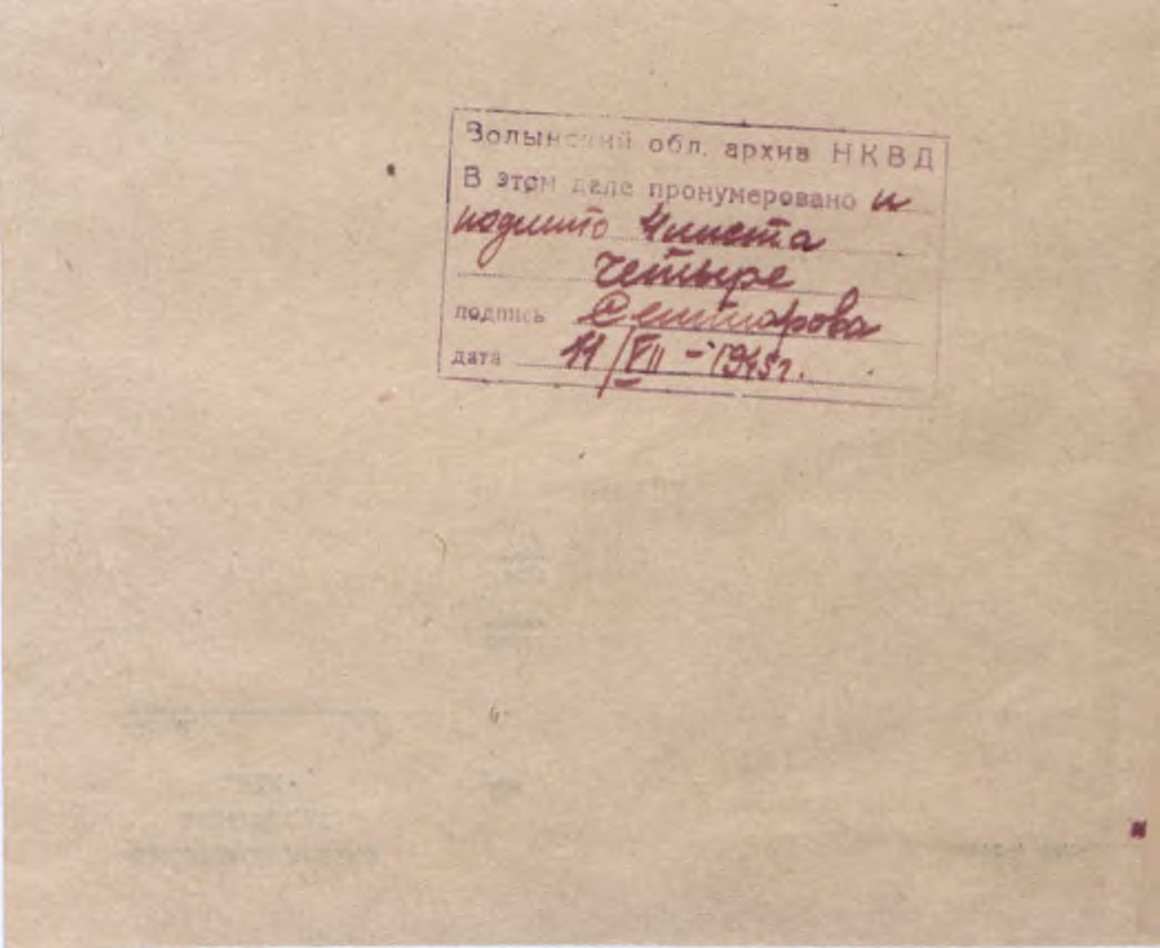 Волынский обл. архив НКВД
В этом деле пронумеровано и
подшито 4 листа
четыре
подпись
дата 11/VII - 1945г.